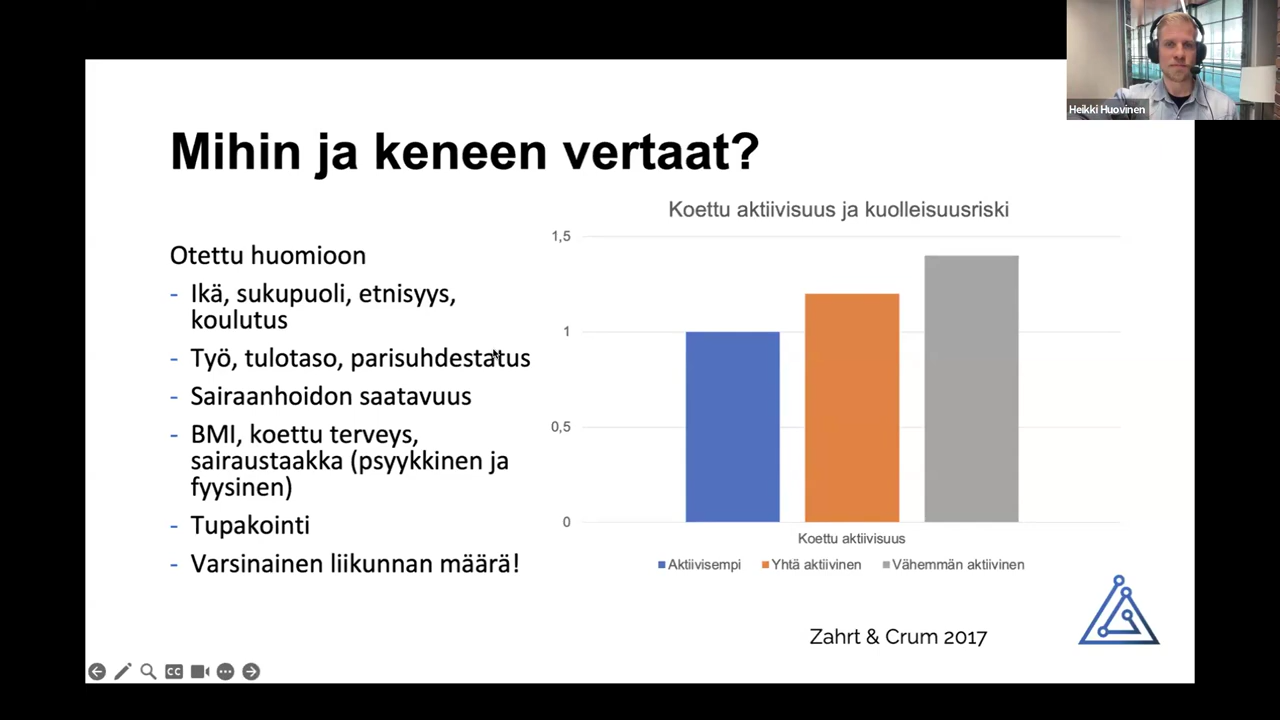 Heikki Huovinen
Mihin ja keneen vertaat?
Otettu huomioon
- Ikä, sukupuoli, etnisyys,
koulutus
- Työ, tulotaso, parisuhdestatus
- Sairaanhoidon saatavuus
- BMI, koettu terveys,
sairaustaakka (psyykkinen ja
fyysinen)
- Tupakointi
- Varsinainen liikunnan määrä!
Koettu aktiivisuus ja kuolleisuusriski
1,5
1
0,5
0
Koettu aktiivisuus
Aktiivisempi Yhtä aktiivinen Vähemmän aktiivinen
Zahrt & Crum 2017
CC